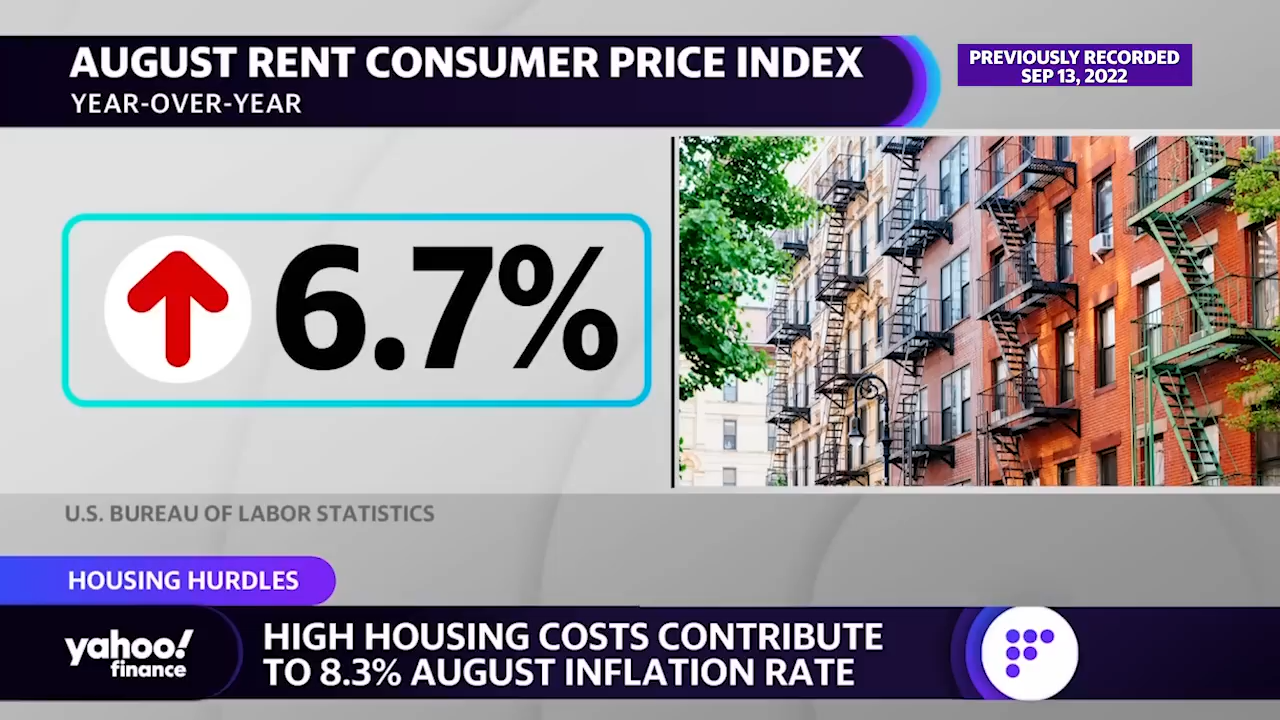 AUGUST RENT CONSUMER PRICE INDEX
YEAR-OVER-YEAR
PREVIOUSLY RECORDED
SEP 13, 2022
6.7%
U.S. BUREAU OF LABOR STATISTICS
HOUSING HURDLES
yahoo!
finance
HIGH HOUSING COSTS CONTRIBUTE
TO 8.3% AUGUST INFLATION RATE